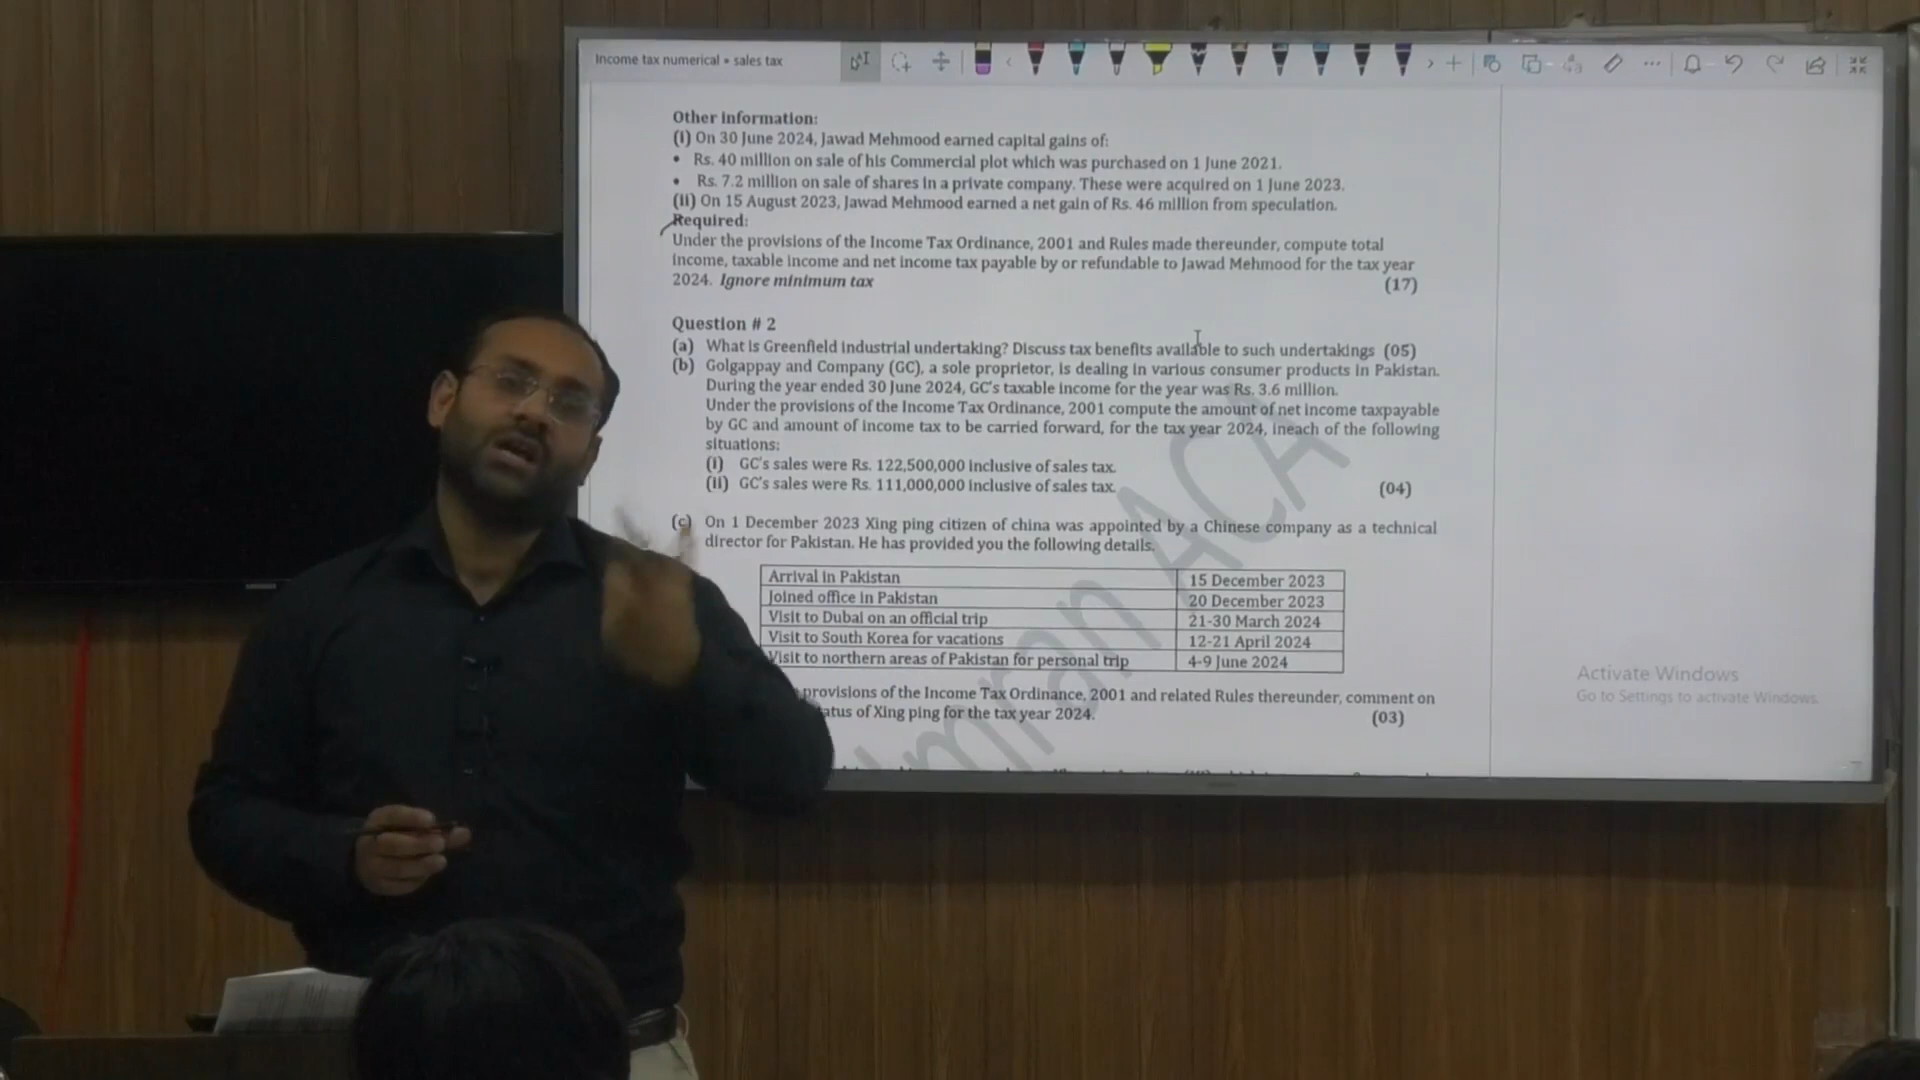 Income tax numerical + sales tax
Other information:
(i) On 30 June 2024, Jawad Mehmood earned capital gains of:
• Rs. 40 million on sale of his Commercial plot which was purchased on 1 June 2021.
• Rs. 7.2 million on sale of shares in a private company. These were acquired on 1 June 2023.
(ii) On 15 August 2023, Jawad Mehmood earned a net gain of Rs. 46 million from speculation.
Required:
Under the provisions of the Income Tax Ordinance, 2001 and Rules made thereunder, compute total
income, taxable income and net income tax payable by or refundable to Jawad Mehmood for the tax year
2024. Ignore minimum tax (17)
Question # 2
(a) What is Greenfield industrial undertaking? Discuss tax benefits available to such undertakings (05)
(b) Golgappay and Company (GC), a sole proprietor, is dealing in various consumer products in Pakistan.
During the year ended 30 June 2024, GC's taxable income for the year was Rs. 3.6 million.
Under the provisions of the Income Tax Ordinance, 2001 compute the amount of net income taxpayable
by GC and amount of income tax to be carried forward, for the tax year 2024, ineach of the following
situations:
(i) GC's sales were Rs. 122,500,000 inclusive of sales tax.
(ii) GC's sales were Rs. 111,000,000 inclusive of sales tax. (04)
(c) On 1 December 2023 Xing ping citizen of china was appointed by a Chinese company as a technical
director for Pakistan. He has provided you the following details.
Arrival in Pakistan 15 December 2023
Joined office in Pakistan 20 December 2023
Visit to Dubai on an official trip 21-30 March 2024
Visit to South Korea for vacations 12-21 April 2024
Visit to northern areas of Pakistan for personal trip 4-9 June 2024
provisions of the Income Tax Ordinance, 2001 and related Rules thereunder, comment on
atus of Xing ping for the tax year 2024. (03)
Imran ACA
Activate Windows
Go to Settings to activate Windows.